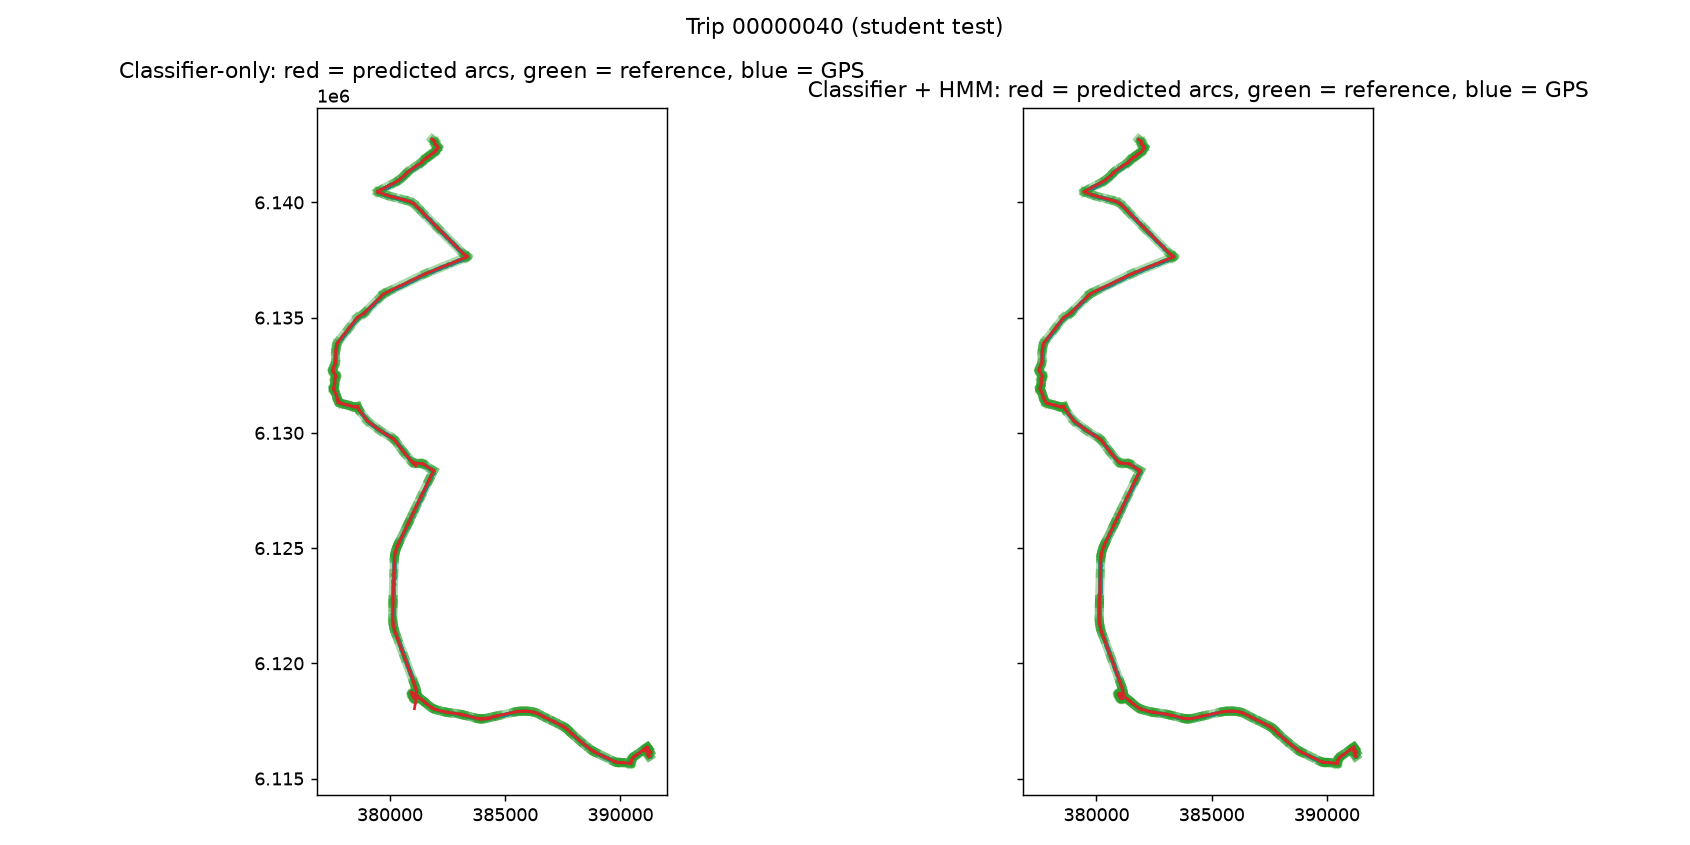 Trip 00000040 (student test)
Classifier-only: red = predicted arcs, green = reference, blue = GPS
Classifier + HMM: red = predicted arcs, green = reference, blue = GPS
1e6
6.140
6.135
6.130
6.125
6.120
6.115
380000 385000 390000
380000 385000 390000